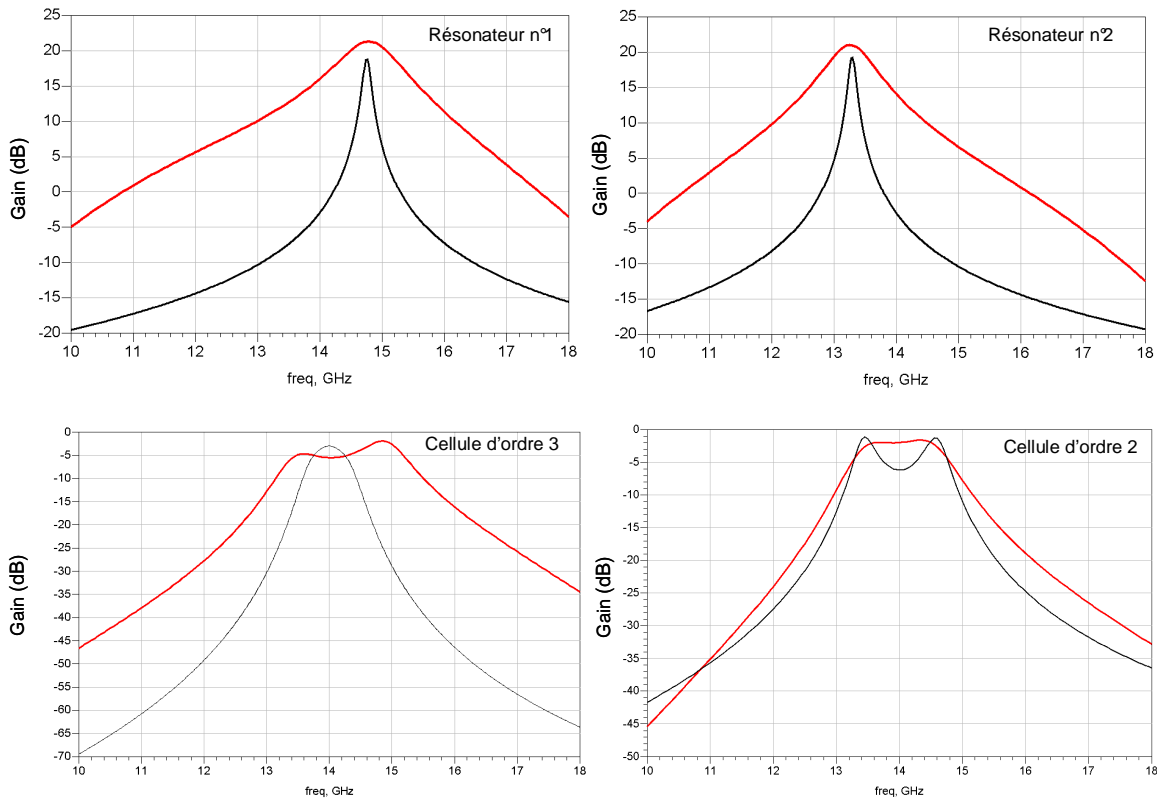 Résonateur n°1
Gain (dB)
25
20
15
10
5
0
-5
-10
-15
-20
10 11 12 13 14 15 16 17 18
freq, GHz
Résonateur n°2
Gain (dB)
25
20
15
10
5
0
-5
-10
-15
-20
10 11 12 13 14 15 16 17 18
freq, GHz
Cellule d'ordre 3
Gain (dB)
0
-5
-10
-15
-20
-25
-30
-35
-40
-45
-50
-55
-60
-65
-70
10 11 12 13 14 15 16 17 18
freq, GHz
Cellule d'ordre 2
Gain (dB)
0
-5
-10
-15
-20
-25
-30
-35
-40
-45
-50
10 11 12 13 14 15 16 17 18
freq, GHz